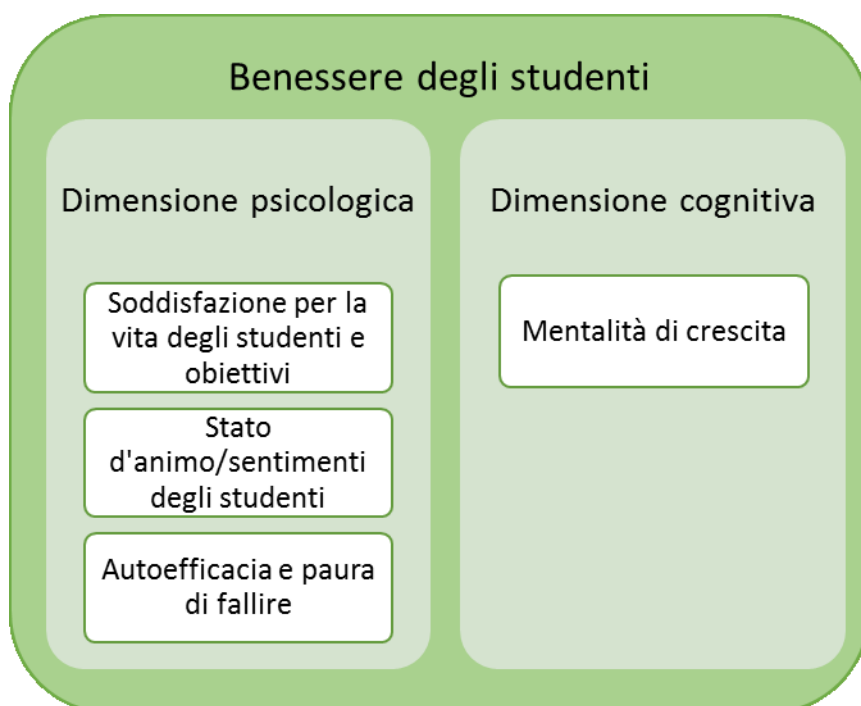 Benessere degli studenti
Dimensione psicologica
Soddisfazione per la
vita degli studenti e
obiettivi
Stato
d'animo/sentimenti
degli studenti
Autoefficacia e paura
di fallire
Dimensione cognitiva
Mentalità di crescita